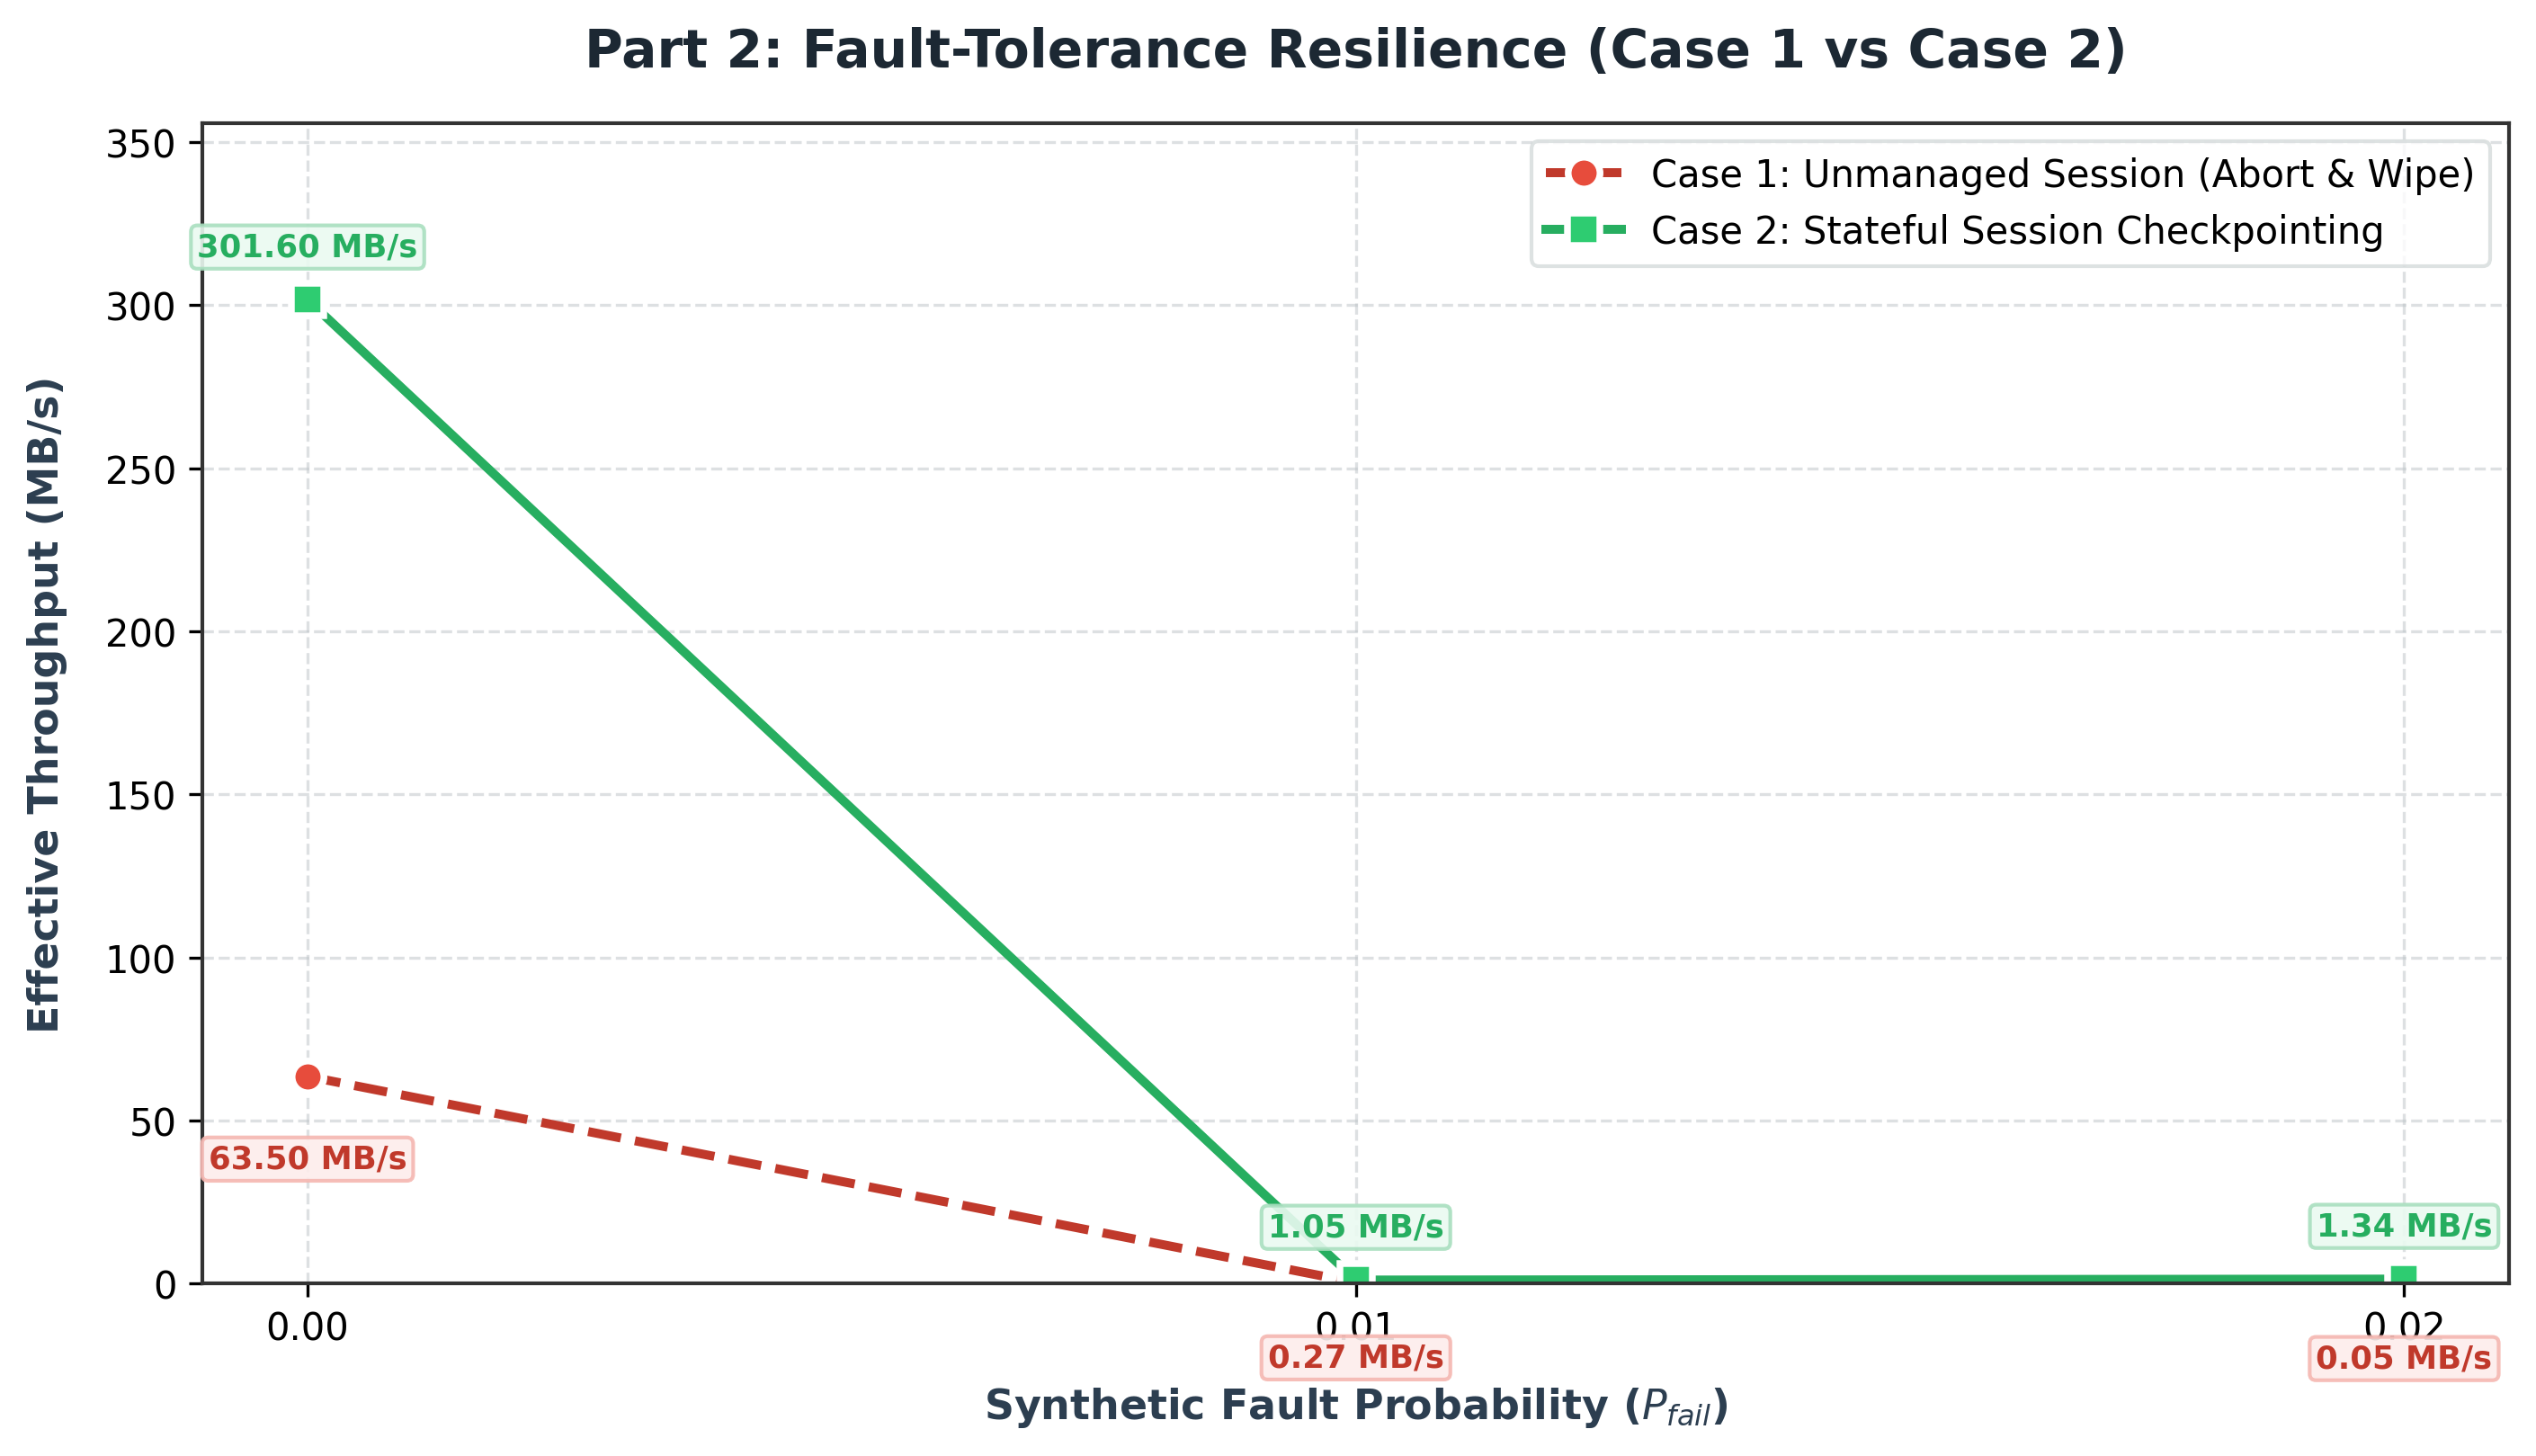 Part 2: Fault-Tolerance Resilience (Case 1 vs Case 2)
Effective Throughput (MB/s)
350
300
250
200
150
100
50
0
Case 1: Unmanaged Session (Abort & Wipe)
Case 2: Stateful Session Checkpointing
301.60 MB/s
63.50 MB/s
1.05 MB/s
1.34 MB/s
0.00
0.01
0.02
0.27 MB/s
0.05 MB/s
Synthetic Fault Probability (P_fail)